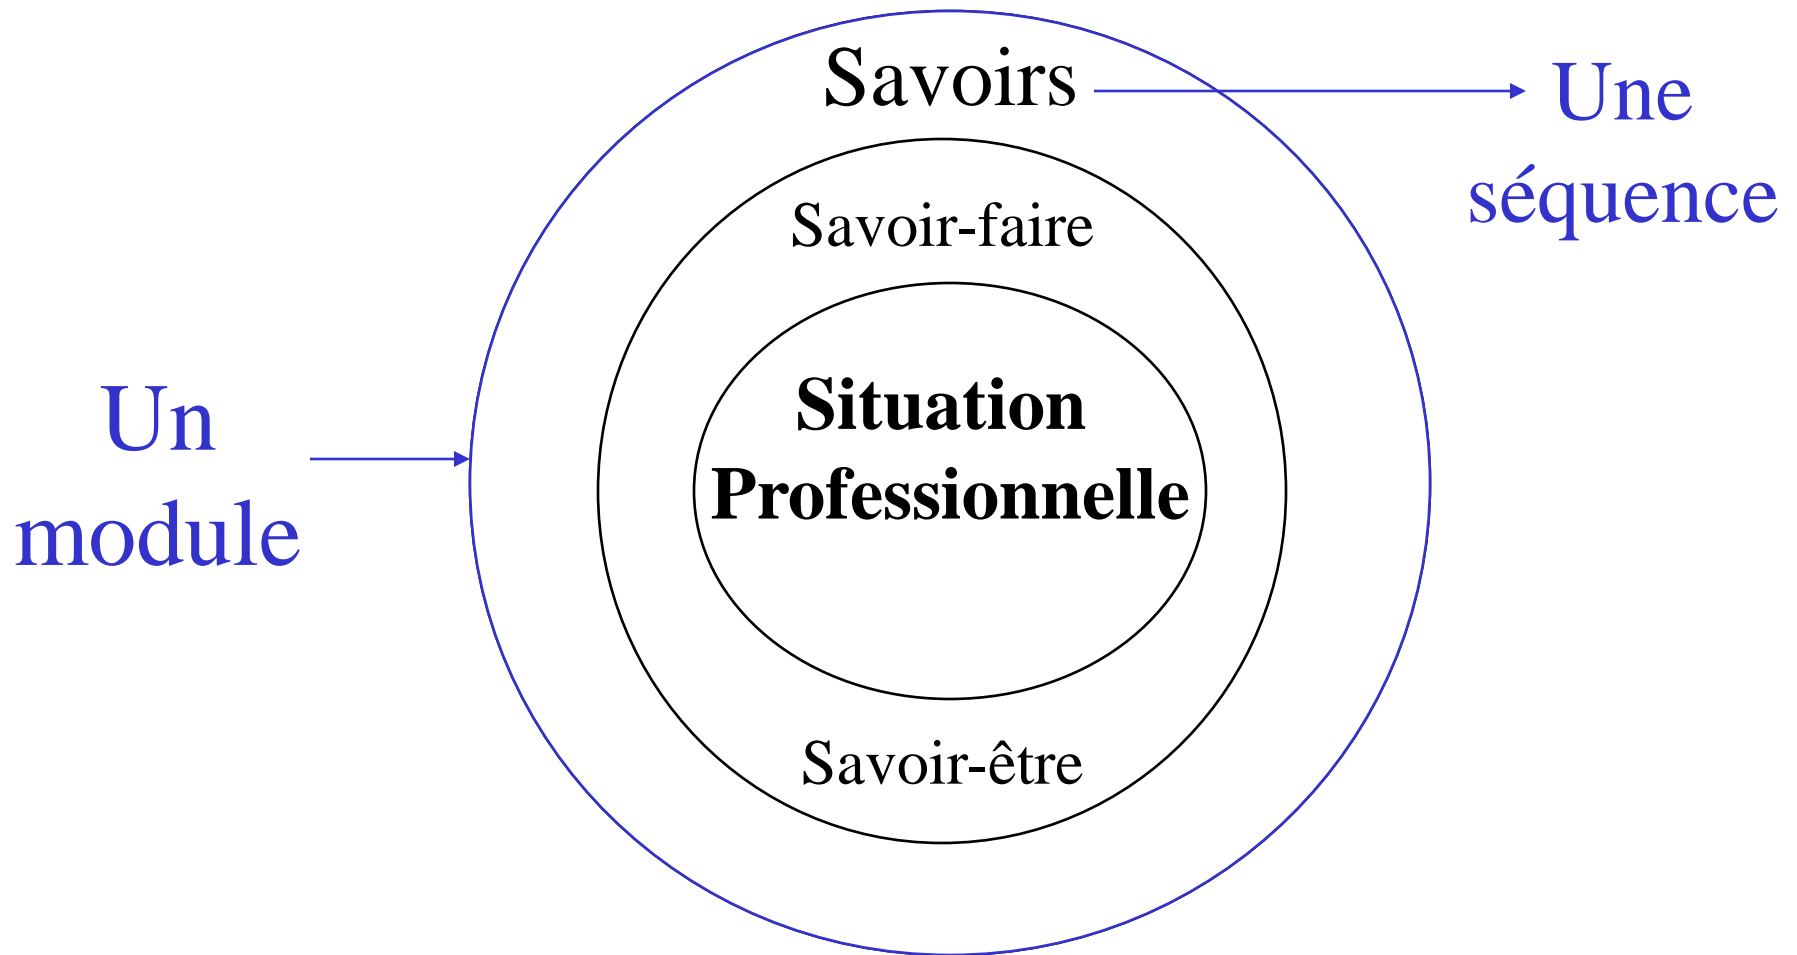 Savoirs
Une
séquence
Savoir-faire
Un
module
Situation
Professionnelle
Savoir-être